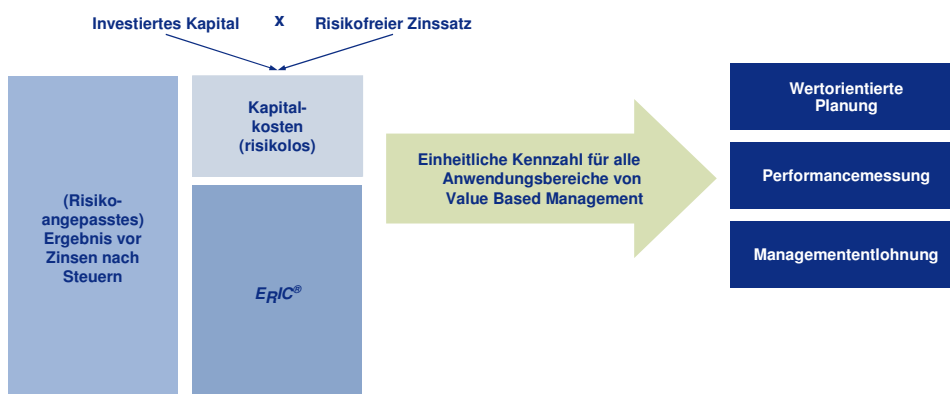 Investiertes Kapital x Risikofreier Zinssatz
Kapital-
kosten
(risikolos)
(Risiko-
angepasstes)
Ergebnis vor
Zinsen nach
Steuern
ERIC®
Einheitliche Kennzahl für alle
Anwendungsbereiche von
Value Based Management
Wertorientierte
Planung
Performancemessung
Managemententlohnung